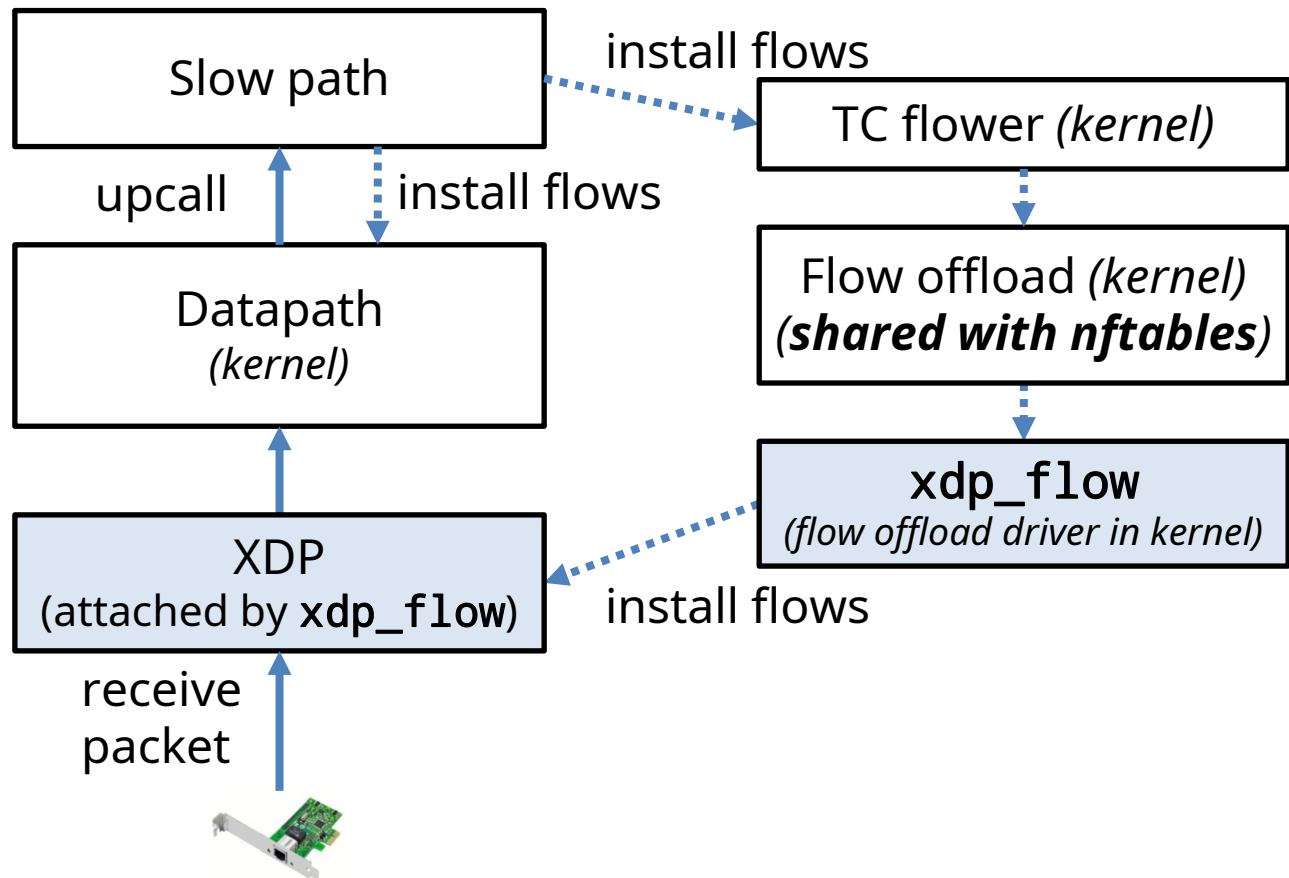 Slow path
install flows
TC flower (kernel)
upcall
install flows
Flow offload (kernel)
(shared with nftables)
Datapath
(kernel)
xdp_flow
(flow offload driver in kernel)
XDP
(attached by xdp_flow)
install flows
receive
packet